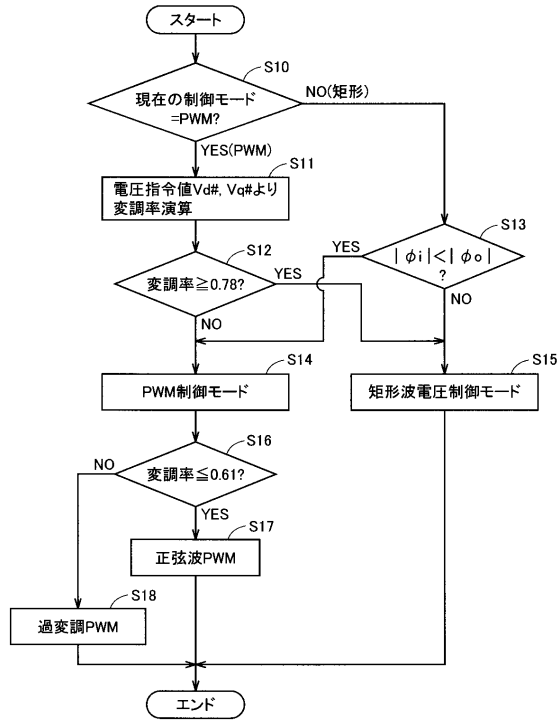 スタート
S10
現在の制御モード
=PWM?
NO(矩形)
YES(PWM)
S11
電圧指令値Vd#, Vq#より
変調率演算
S12
変調率≧0.78?
YES
NO
S13
|φi|<|φo|
?
YES
NO
S14
PWM制御モード
S15
矩形波電圧制御モード
S16
変調率≦0.61?
NO
YES
S17
正弦波PWM
S18
過変調PWM
エンド